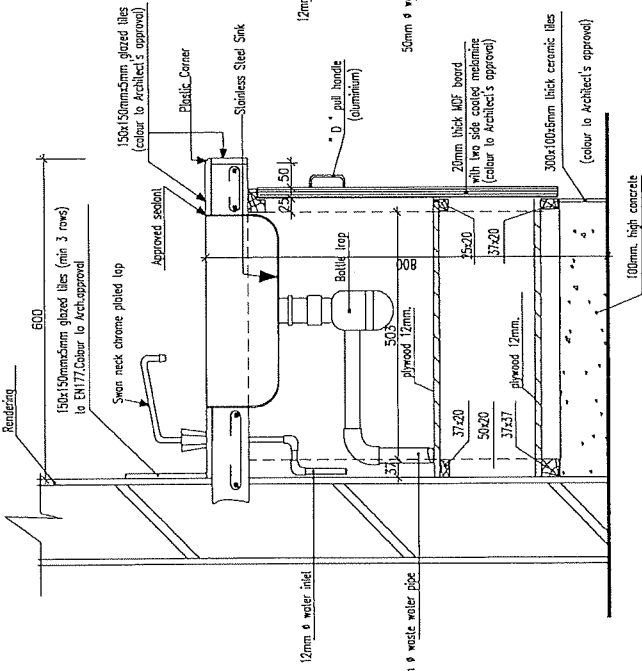 Rendering
600
150x150mmx5mm glazed tiles (min 3 rows)
to EN177.Colour to Arch.approval
Swan neck chrome plated tap
Approved sealant
150x150mmx5mm glazed tiles
(colour to Architect's approval)
Plastic Corner
Stainless Steel Sink
12mm
50mm ø w
25
50
" D " pull handle
(aluminium)
20mm thick MDF board
with two side coated melamine
(colour to Architect's approval)
300x100x6mm thick ceramic tiles
(colour to Architect's approval)
100mm. high concrete
800
503
37
Bottle trap
plywood 12mm.
37x20
50x20
37x37
plywood 12mm.
25x20
37x20
12mm ø water inlet
ø waste water pipe